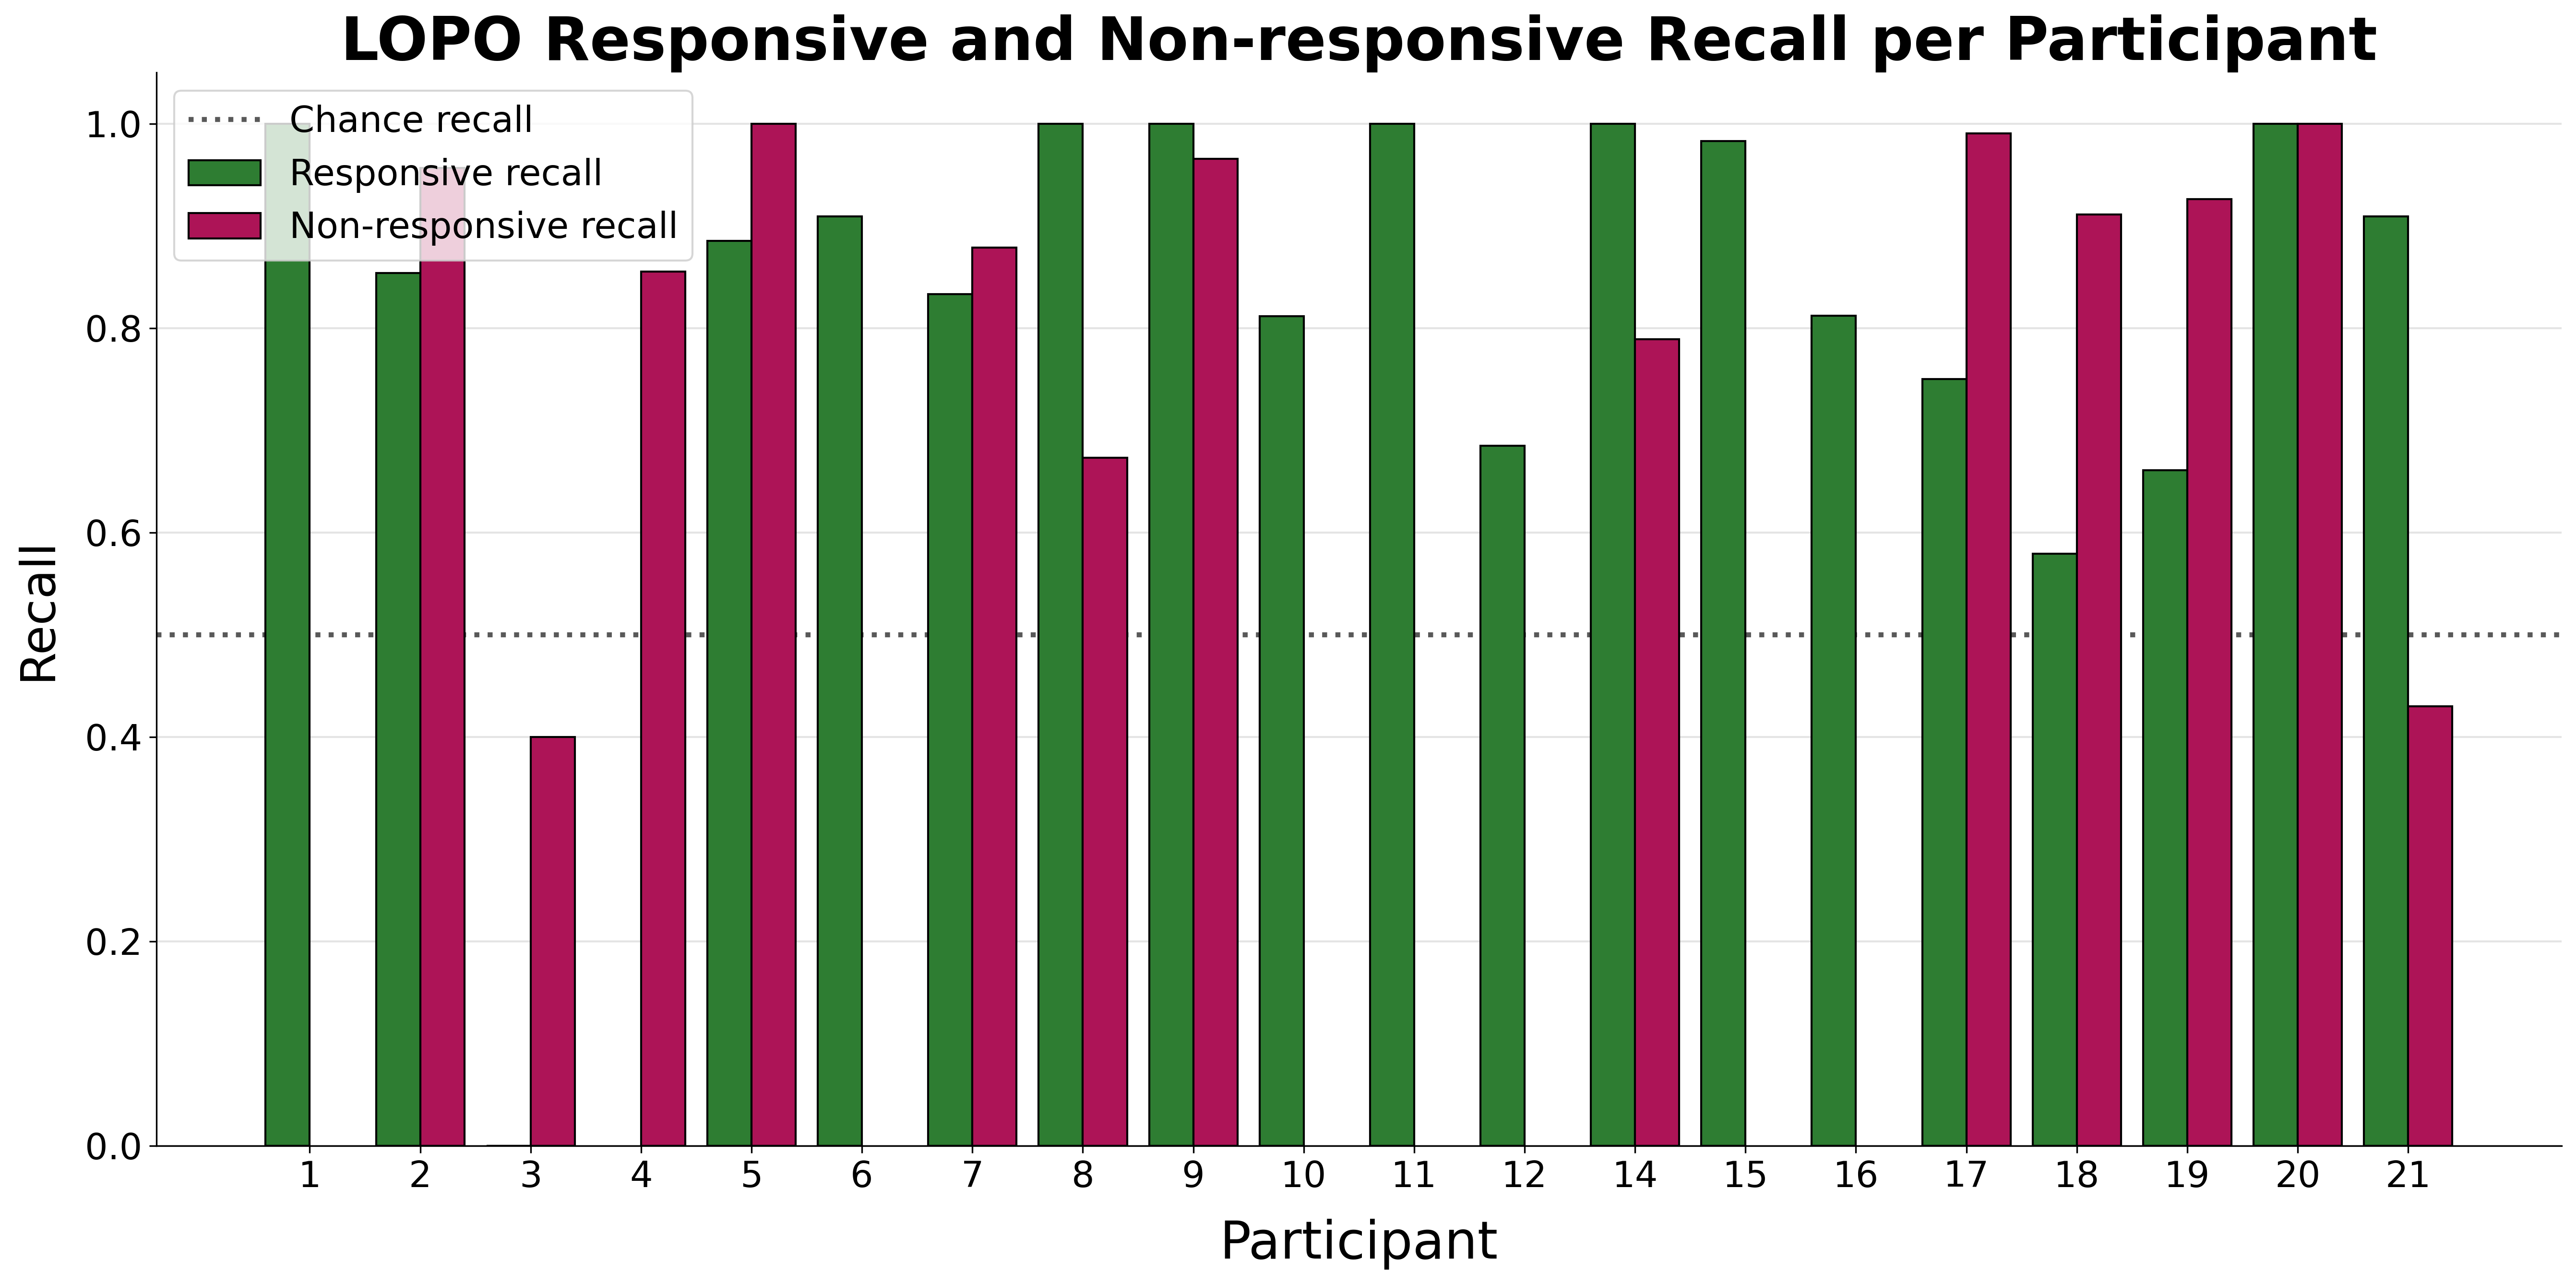 LOPO Responsive and Non-responsive Recall per Participant
Chance recall
Responsive recall
Non-responsive recall
1.0
0.8
0.6
0.4
0.2
0.0
Recall
1 2 3 4 5 6 7 8 9 10 11 12 14 15 16 17 18 19 20 21
Participant